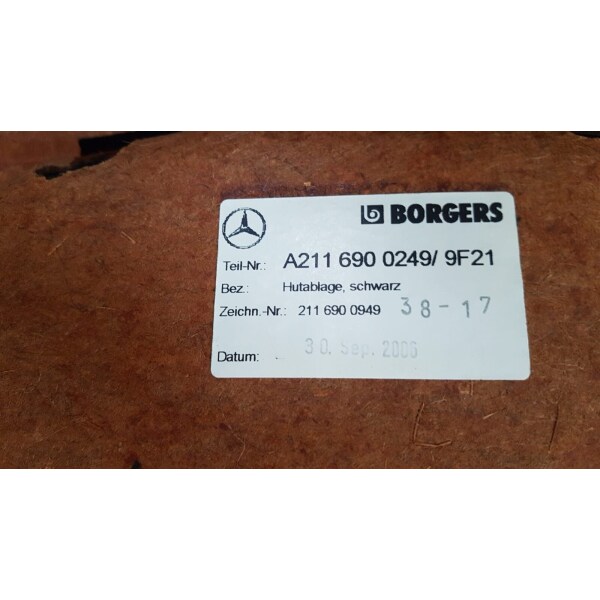 BORGERS
Teil-Nr.: A211 690 0249/ 9F21
Bez.: Hutablage, schwarz
Zeichn.-Nr.: 211 690 0949 38-17
Datum: 30. Sep. 2006